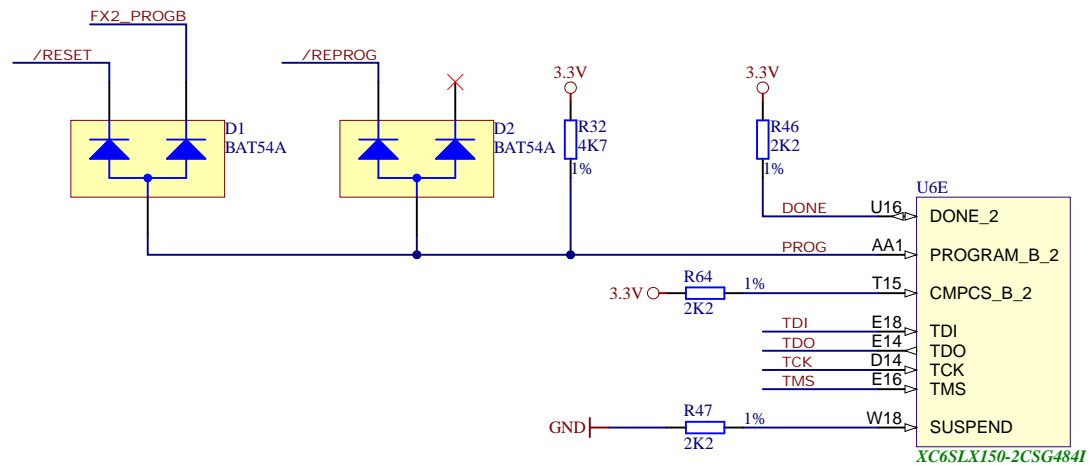 FX2_PROGB
/RESET
/REPROG
3.3V
3.3V
D1
BAT54A
D2
BAT54A
R32
4K7
1%
R46
2K2
1%
U6E
DONE
U16
DONE_2
PROG
AA1
PROGRAM_B_2
3.3V
R64
2K2
1%
T15
CMPCS_B_2
TDI
E18
TDI
TDO
E14
TDO
TCK
D14
TCK
TMS
E16
TMS
GND
R47
2K2
1%
W18
SUSPEND
XC6SLX150-2CSG484I